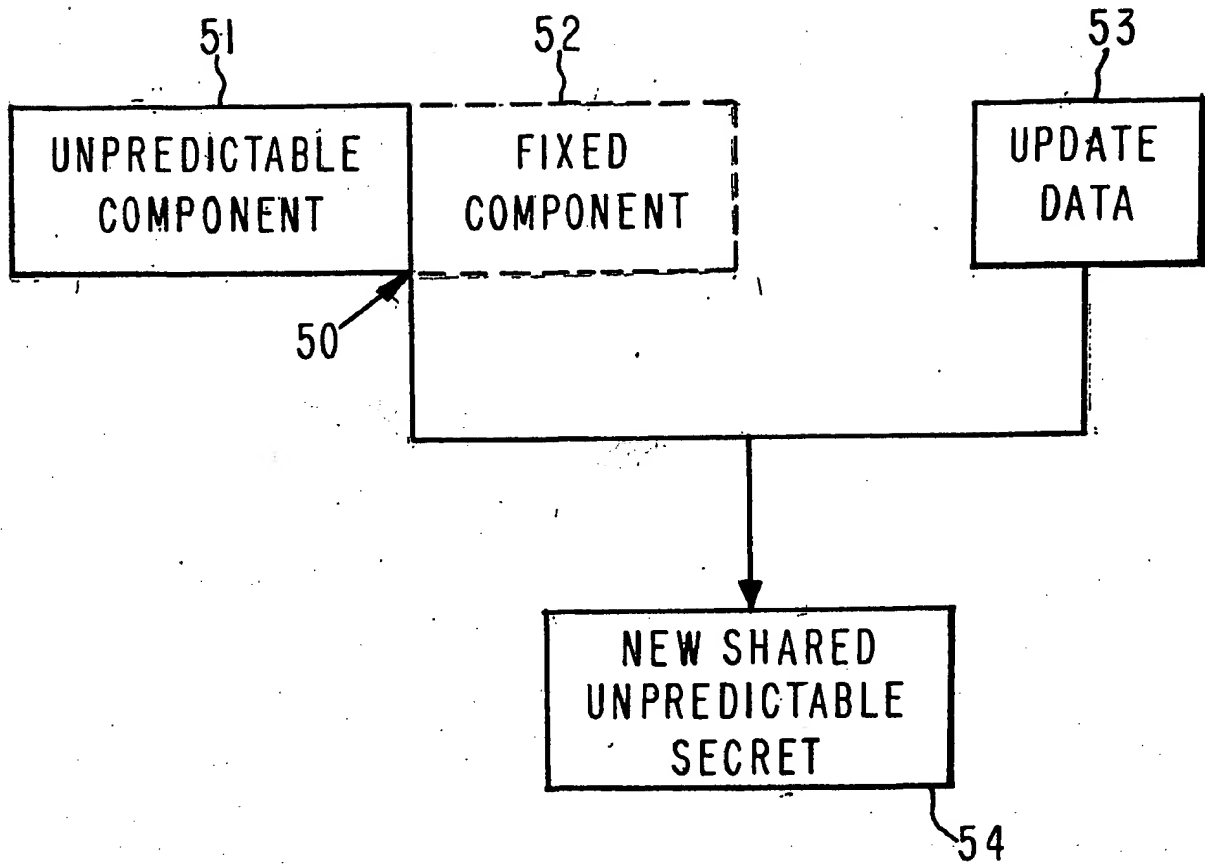 51
52
53
UNPREDICTABLE
COMPONENT
FIXED
COMPONENT
UPDATE
DATA
50
NEW SHARED
UNPREDICTABLE
SECRET
54